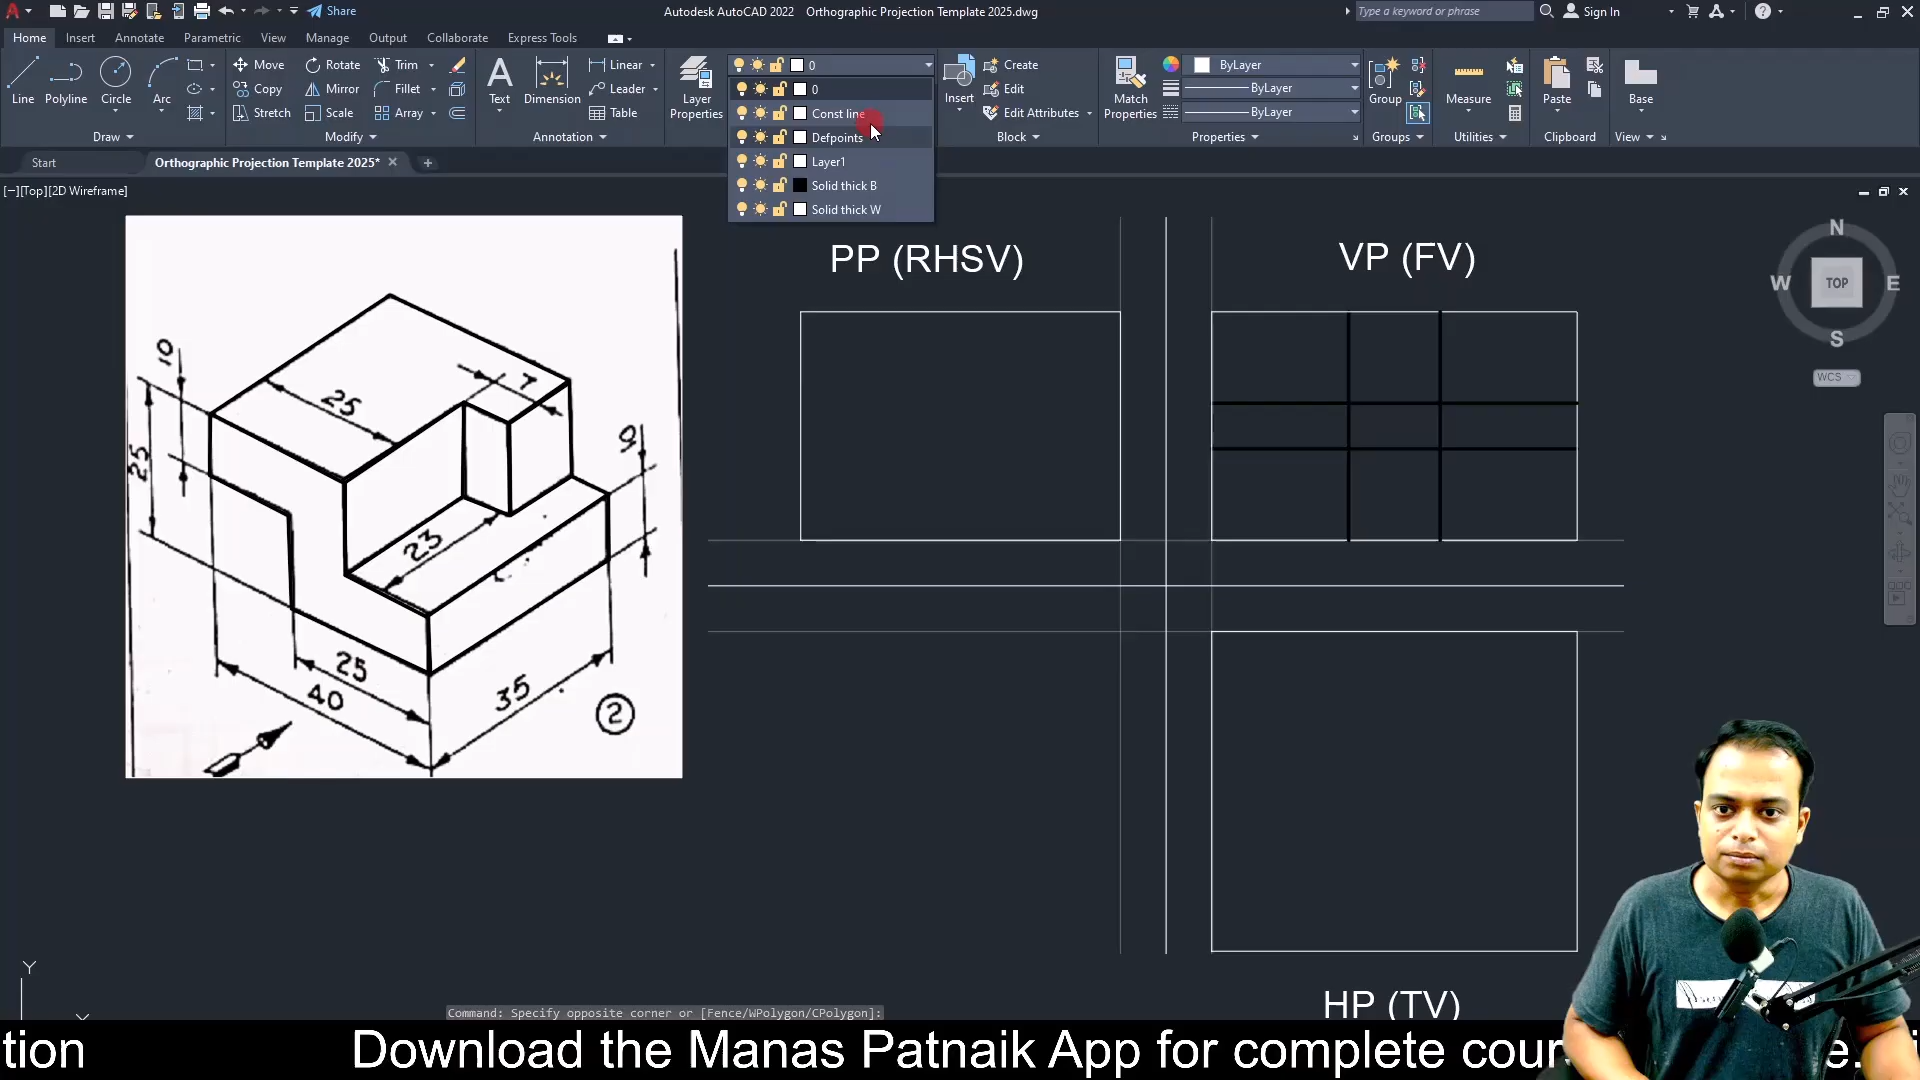 Share
Autodesk AutoCAD 2022 Orthographic Projection Template 2025.dwg
Type a keyword or phrase
Sign In
Home Insert Annotate Parametric View Manage Output Collaborate Express Tools
Line Polyline Circle Arc
Move Rotate Trim
Copy Mirror Fillet
Stretch Scale Array
Text Dimension
Linear
Leader
Table
Layer Properties
0
0
Const line
Defpoints
Layer1
Solid thick B
Solid thick W
Insert
Create
Edit
Edit Attributes
Match Properties
ByLayer
ByLayer
ByLayer
Group
Measure
Paste
Base
Draw Modify Annotation Block Properties Groups Utilities Clipboard View
Start Orthographic Projection Template 2025*
[−][Top][2D Wireframe]
PP (RHSV)
VP (FV)
N
W TOP E
S
WCS
10
25
25
7
10
23
25
40
35
2
Y
HP (TV)
Command: Specify opposite corner or [Fence/WPolygon/CPolygon]:
tion Download the Manas Patnaik App for complete cour e.